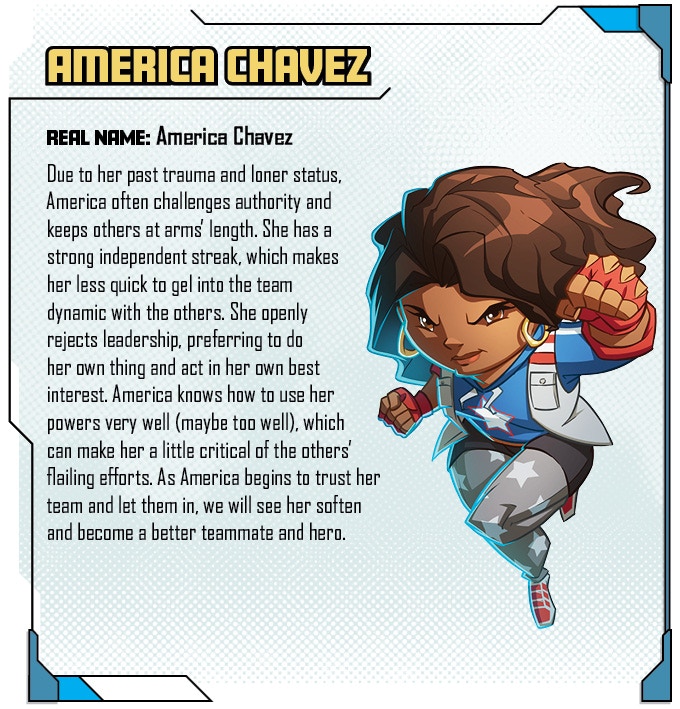 AMERICA CHAVEZ
REAL NAME: America Chavez
Due to her past trauma and loner status,
America often challenges authority and
keeps others at arms' length. She has a
strong independent streak, which makes
her less quick to gel into the team
dynamic with the others. She openly
rejects leadership, preferring to do
her own thing and act in her own best
interest. America knows how to use her
powers very well (maybe too well), which
can make her a little critical of the others'
flailing efforts. As America begins to trust her
team and let them in, we will see her soften
and become a better teammate and hero.